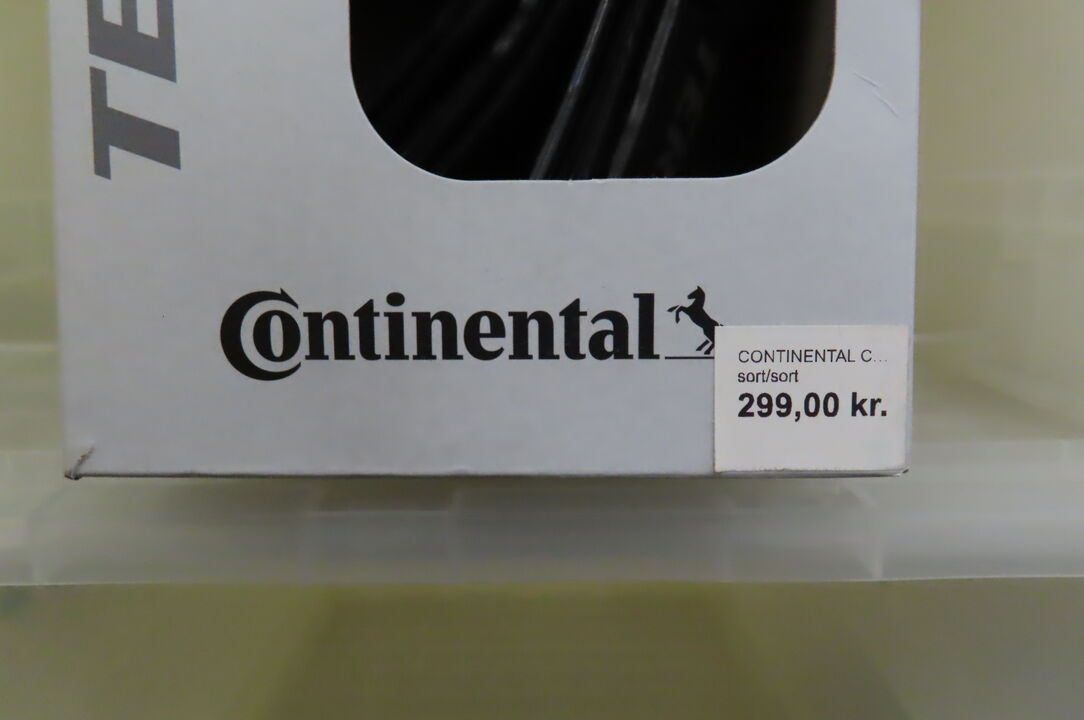 TE
Continental
CONTINENTAL C...
sort/sort
299,00 kr.